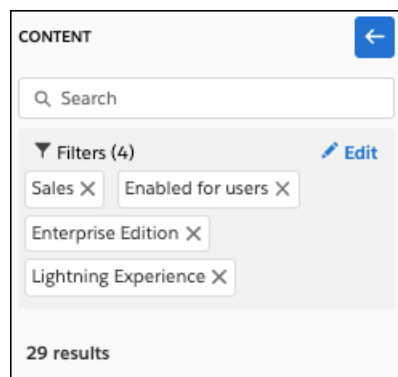 CONTENT
Search
Filters (4) Edit
Sales Enabled for users
Enterprise Edition
Lightning Experience
29 results